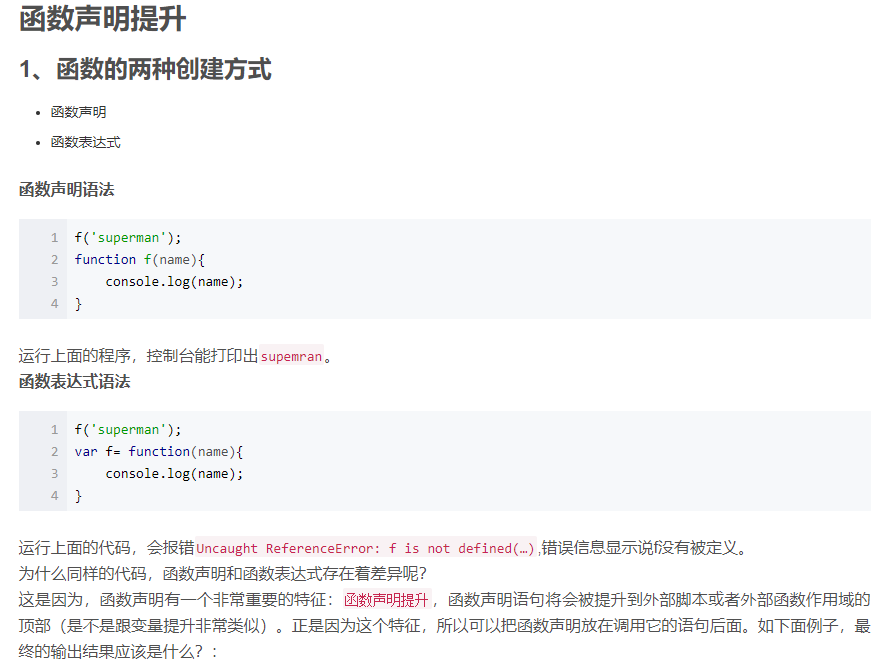 函数声明提升
1、函数的两种创建方式
函数声明
函数表达式
函数声明语法
1 f('superman');
2 function f(name){
3     console.log(name);
4 }
运行上面的程序，控制台能打印出supemran。
函数表达式语法
1 f('superman');
2 var f= function(name){
3     console.log(name);
4 }
运行上面的代码，会报错Uncaught ReferenceError: f is not defined(…),错误信息显示说f没有被定义。
为什么同样的代码，函数声明和函数表达式存在着差异呢？
这是因为，函数声明有一个非常重要的特征：函数声明提升，函数声明语句将会被提升到外部脚本或者外部函数作用域的
顶部（是不是跟变量提升非常类似）。正是因为这个特征，所以可以把函数声明放在调用它的语句后面。如下面例子，最
终的输出结果应该是什么？：